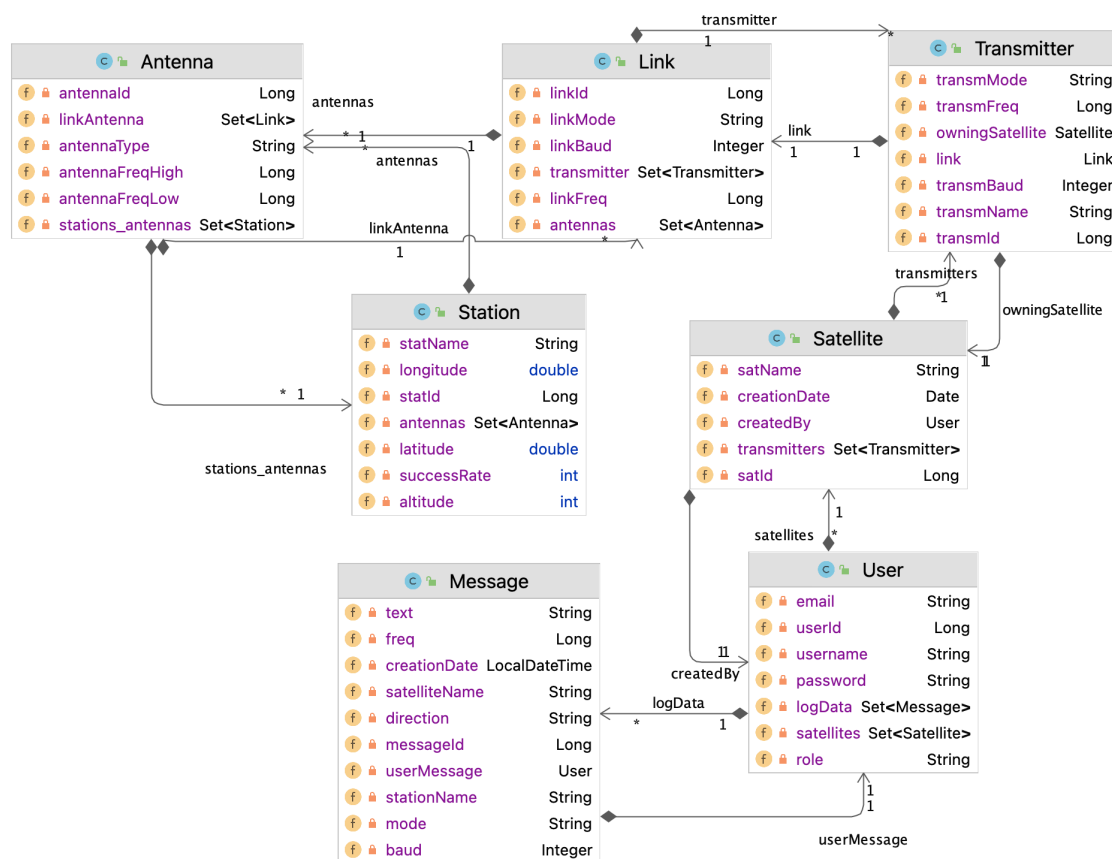 transmitter
1
*
C Antenna
f antennaId Long
f linkAntenna Set<Link>
f antennaType String
f antennaFreqHigh Long
f antennaFreqLow Long
f stations_antennas Set<Station>
antennas
* 1
*
antennas
1
linkAntenna
1
*
C Link
f linkId Long
f linkMode String
f linkBaud Integer
f transmitter Set<Transmitter>
f linkFreq Long
f antennas Set<Antenna>
link
1
1
C Transmitter
f transmMode String
f transmFreq Long
f owningSatellite Satellite
f link Link
f transmBaud Integer
f transmName String
f transmId Long
transmitters
*1
owningSatellite
11
C Station
f statName String
f longitude double
f statId Long
f antennas Set<Antenna>
f latitude double
f successRate int
f altitude int
* 1
stations_antennas
C Satellite
f satName String
f creationDate Date
f createdBy User
f transmitters Set<Transmitter>
f satId Long
1
satellites
*
11
createdBy
C Message
f text String
f freq Long
f creationDate LocalDateTime
f satelliteName String
f direction String
f messageId Long
f userMessage User
f stationName String
f mode String
f baud Integer
logData
*
1
C User
f email String
f userId Long
f username String
f password String
f logData Set<Message>
f satellites Set<Satellite>
f role String
1
1
userMessage